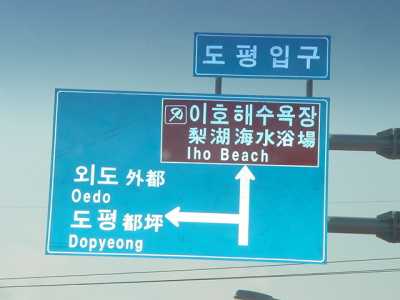 도평입구
이호해수욕장
梨湖海水浴場
Iho Beach
외도 外都
Oedo
도평 都坪
Dopyeong